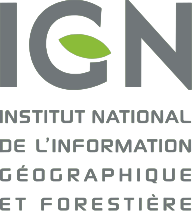 IGN
INSTITUT NATIONAL
DE L'INFORMATION
GÉOGRAPHIQUE
ET FORESTIÈRE